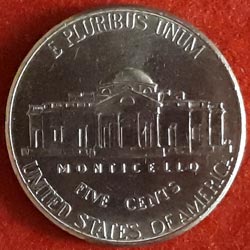 E PLURIBUS UNUM
MONTICELLO
FIVE CENTS
UNITED STATES OF AMERICA